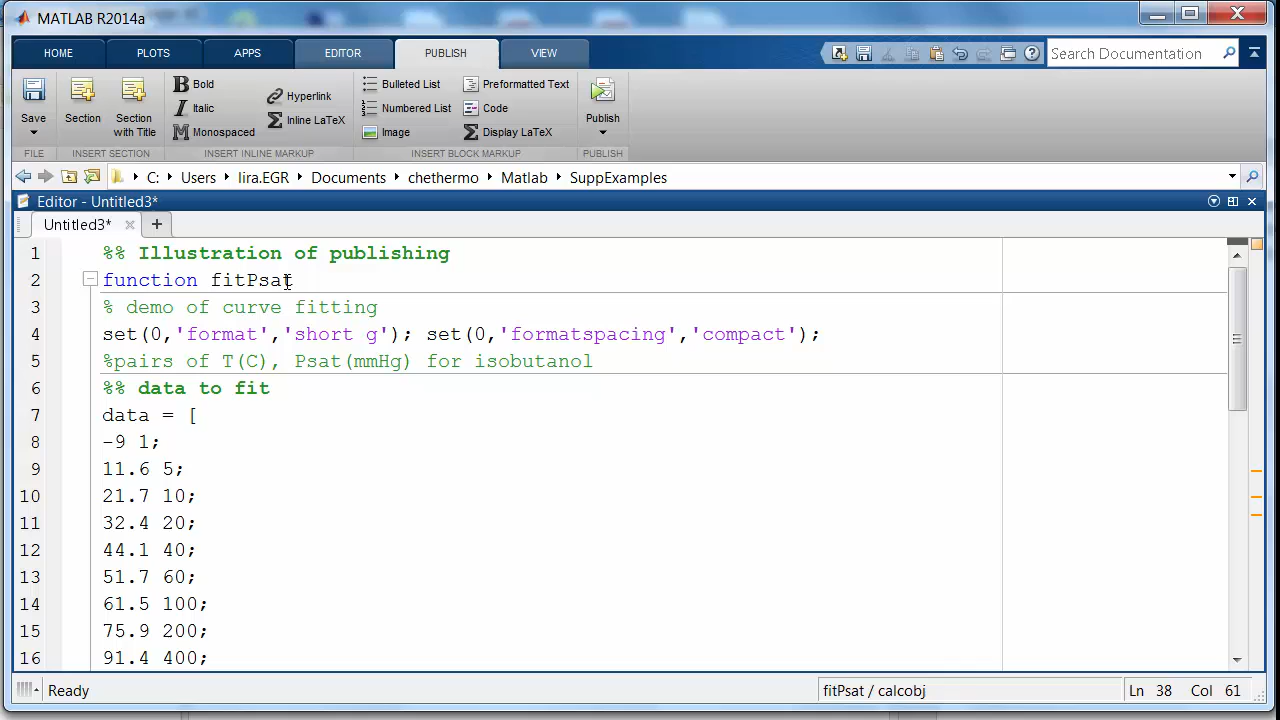 MATLAB R2014a
HOME PLOTS APPS EDITOR PUBLISH VIEW Search Documentation
Save Section Section with Title Bold Italic Monospaced Hyperlink Inline LaTeX Bulleted List Numbered List Image Preformatted Text Code Display LaTeX Publish
FILE INSERT SECTION INSERT INLINE MARKUP INSERT BLOCK MARKUP PUBLISH
C: Users lira.EGR Documents chethermo Matlab SuppExamples
Editor - Untitled3*
Untitled3*
1 %% Illustration of publishing
2 function fitPsat
3 % demo of curve fitting
4 set(0,'format','short g'); set(0,'formatspacing','compact');
5 %pairs of T(C), Psat(mmHg) for isobutanol
6 %% data to fit
7 data = [
8 -9 1;
9 11.6 5;
10 21.7 10;
11 32.4 20;
12 44.1 40;
13 51.7 60;
14 61.5 100;
15 75.9 200;
16 91.4 400;
Ready fitPsat / calcobj Ln 38 Col 61